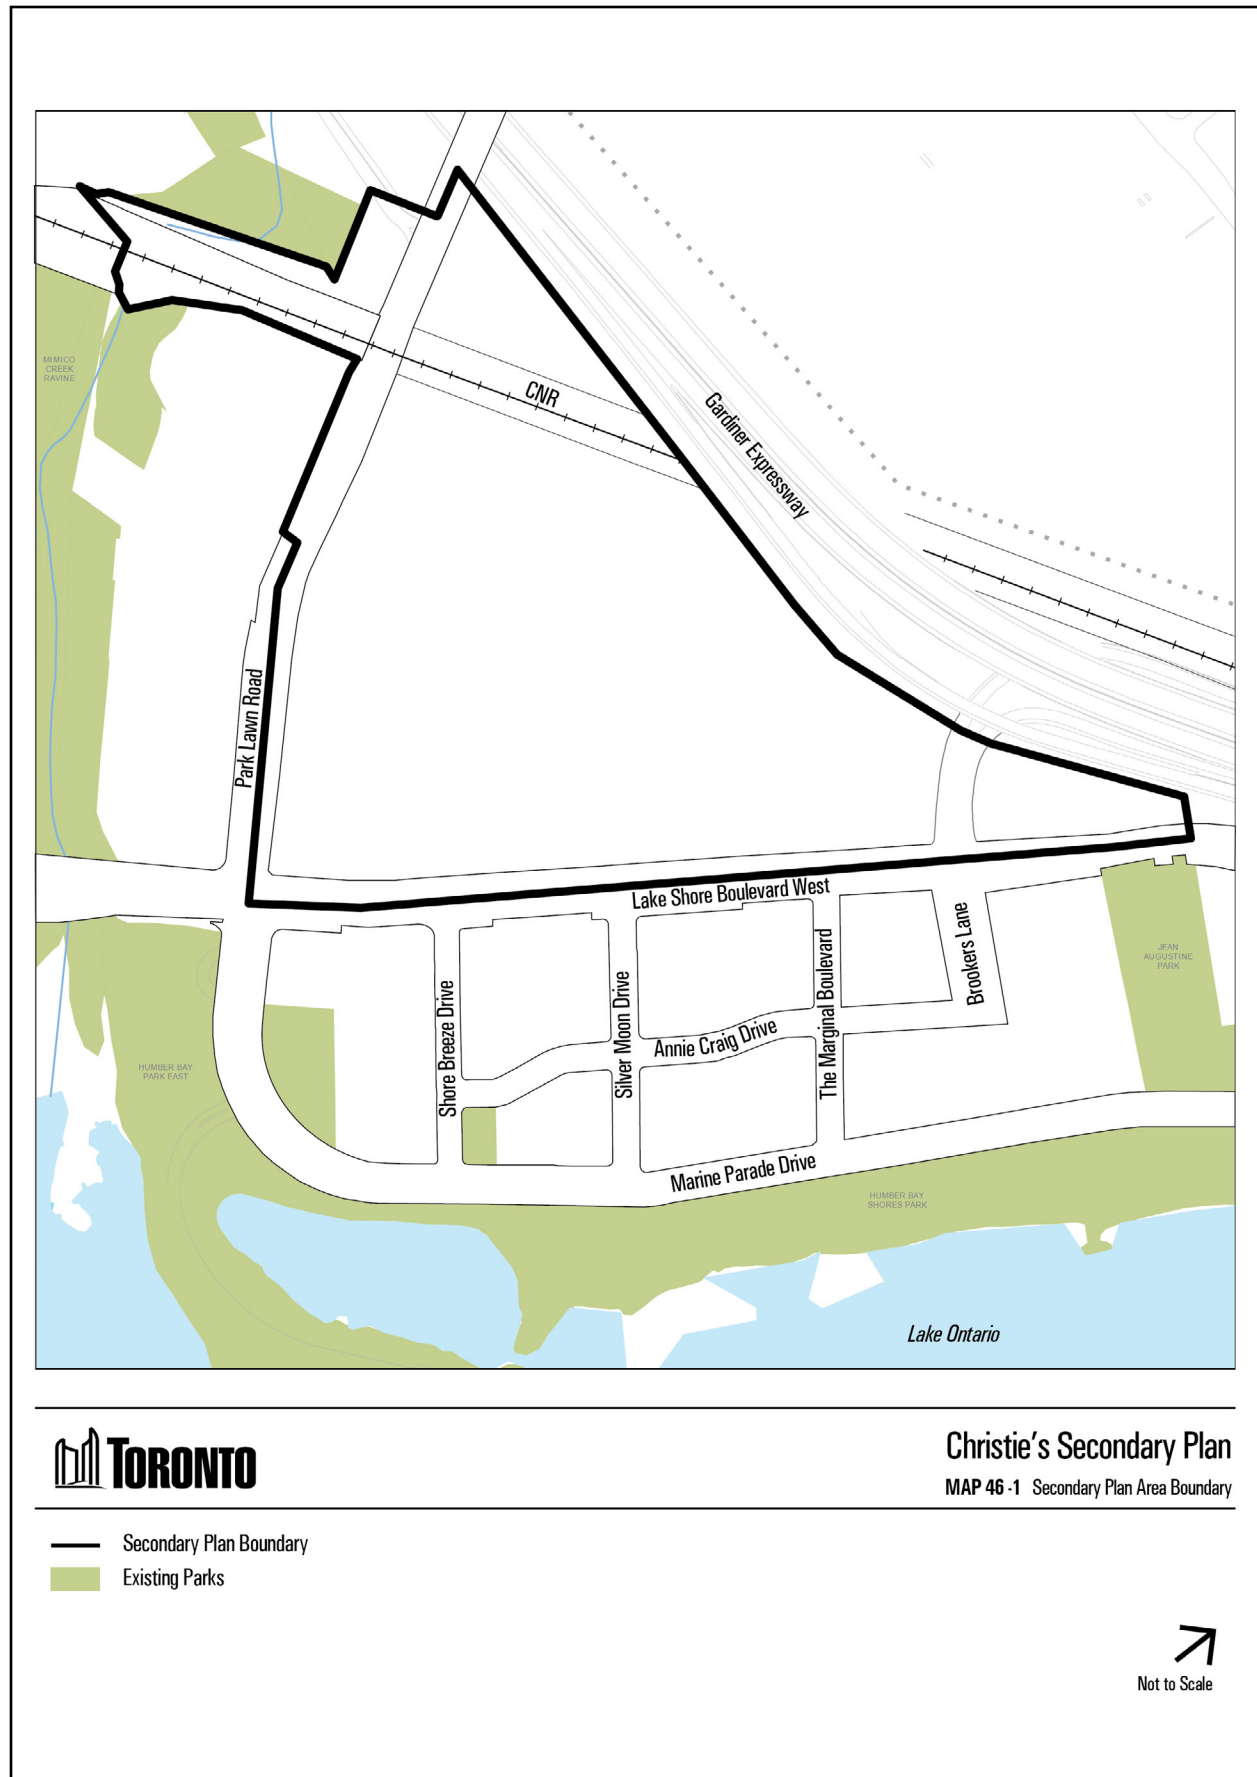 MIMICO
CREEK
RAVINE
CNR
Gardiner Expressway
Park Lawn Road
Lake Shore Boulevard West
Shore Breeze Drive
Silver Moon Drive
Annie Craig Drive
The Marginal Boulevard
Brookers Lane
JEAN
AUGUSTINE
PARK
HUMBER BAY
PARK EAST
Marine Parade Drive
HUMBER BAY
SHORES PARK
Lake Ontario
TORONTO
Christie's Secondary Plan
MAP 46 -1 Secondary Plan Area Boundary
Secondary Plan Boundary
Existing Parks
Not to Scale